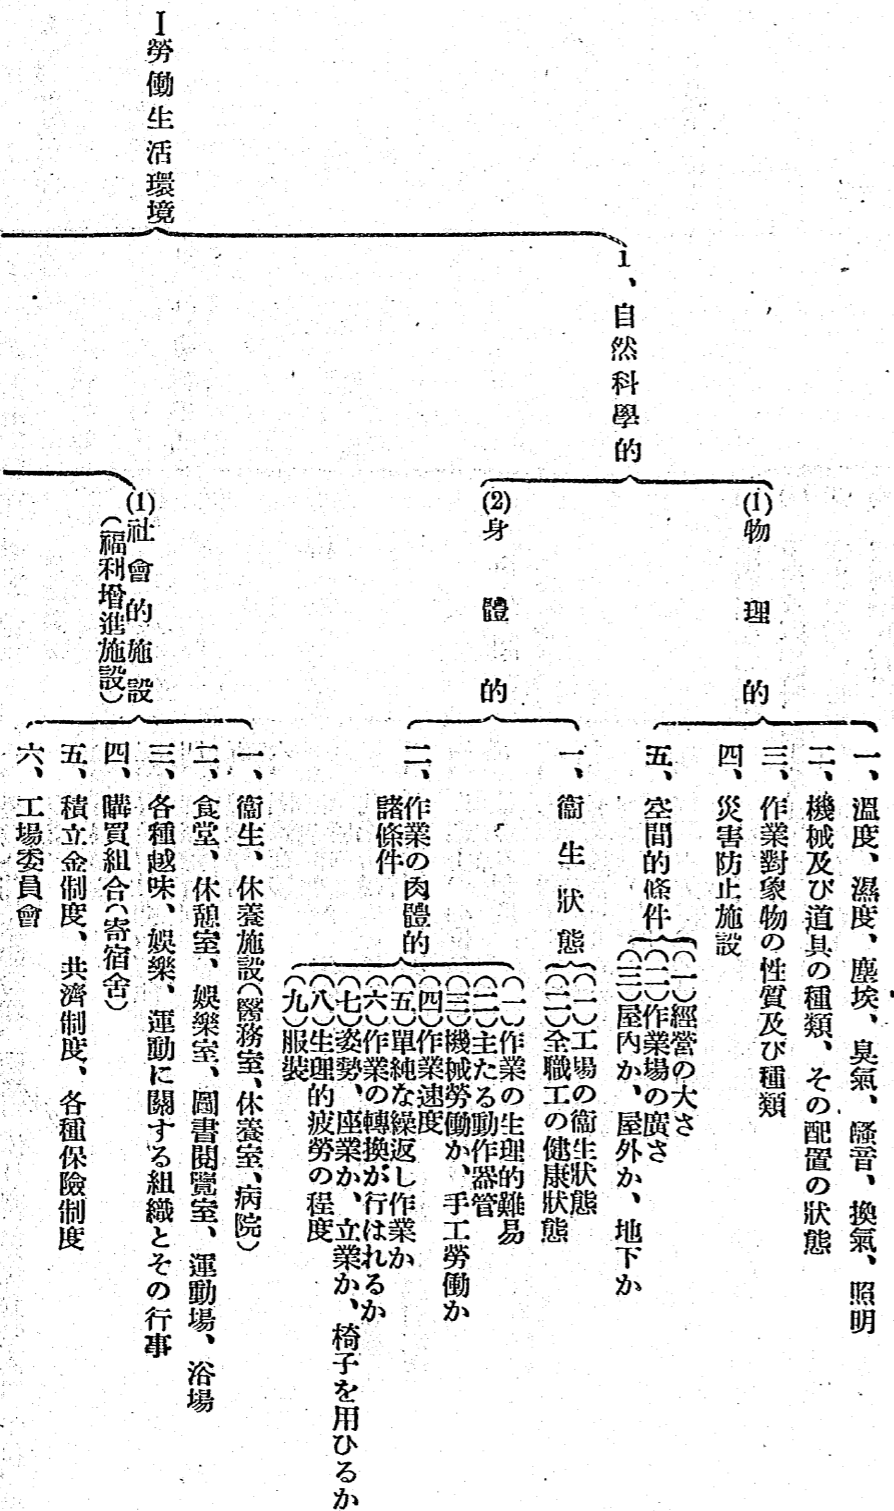 I 勞働生活環境
1、自然科學的
(1)物理的
一、溫度、濕度、塵埃、臭氣、騷音、換氣、照明
二、機械及び道具の種類、その配置の狀態
三、作業對象物の性質及び種類
四、災害防止施設
五、空間的條件
(一)經營の大さ
(二)作業場の廣さ
(三)屋內か、屋外か、地下か
(2)身體的
一、衞生狀態
(一)工場の衞生狀態
(二)全職工の健康狀態
二、作業の肉體的
諸條件
(一)作業の生理的難易
(二)主たる動作器管
(三)機械勞働か、手工勞働か
(四)作業速度
(五)單純な繰返し作業か
(六)作業の轉換が行はれるか
(七)姿勢、座業か、立業か、椅子を用ひるか
(八)生理的疲勞の程度
(九)服裝
(1)社會的施設
(福利增進施設)
一、衞生、休養施設(醫務室、休養室、病院)
二、食堂、休憩室、娛樂室、圖書閱覽室、運動場、浴場
三、各種越味、娛樂、運動に關する組織とその行事
四、購買組合(寄宿舍)
五、積立金制度、共濟制度、各種保險制度
六、工場委員會